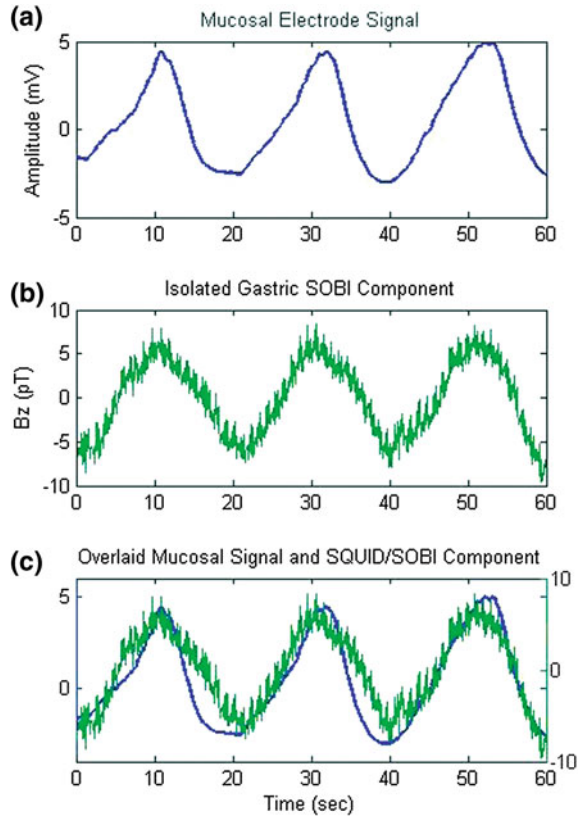 (a)
Mucosal Electrode Signal
Amplitude (mV)
5
0
-5
0 10 20 30 40 50 60
(b)
Isolated Gastric SOBI Component
Bz (pT)
10
5
0
-5
-10
0 10 20 30 40 50 60
(c)
Overlaid Mucosal Signal and SQUID/SOBI Component
5
0
10
0
-10
0 10 20 30 40 50 60
Time (sec)